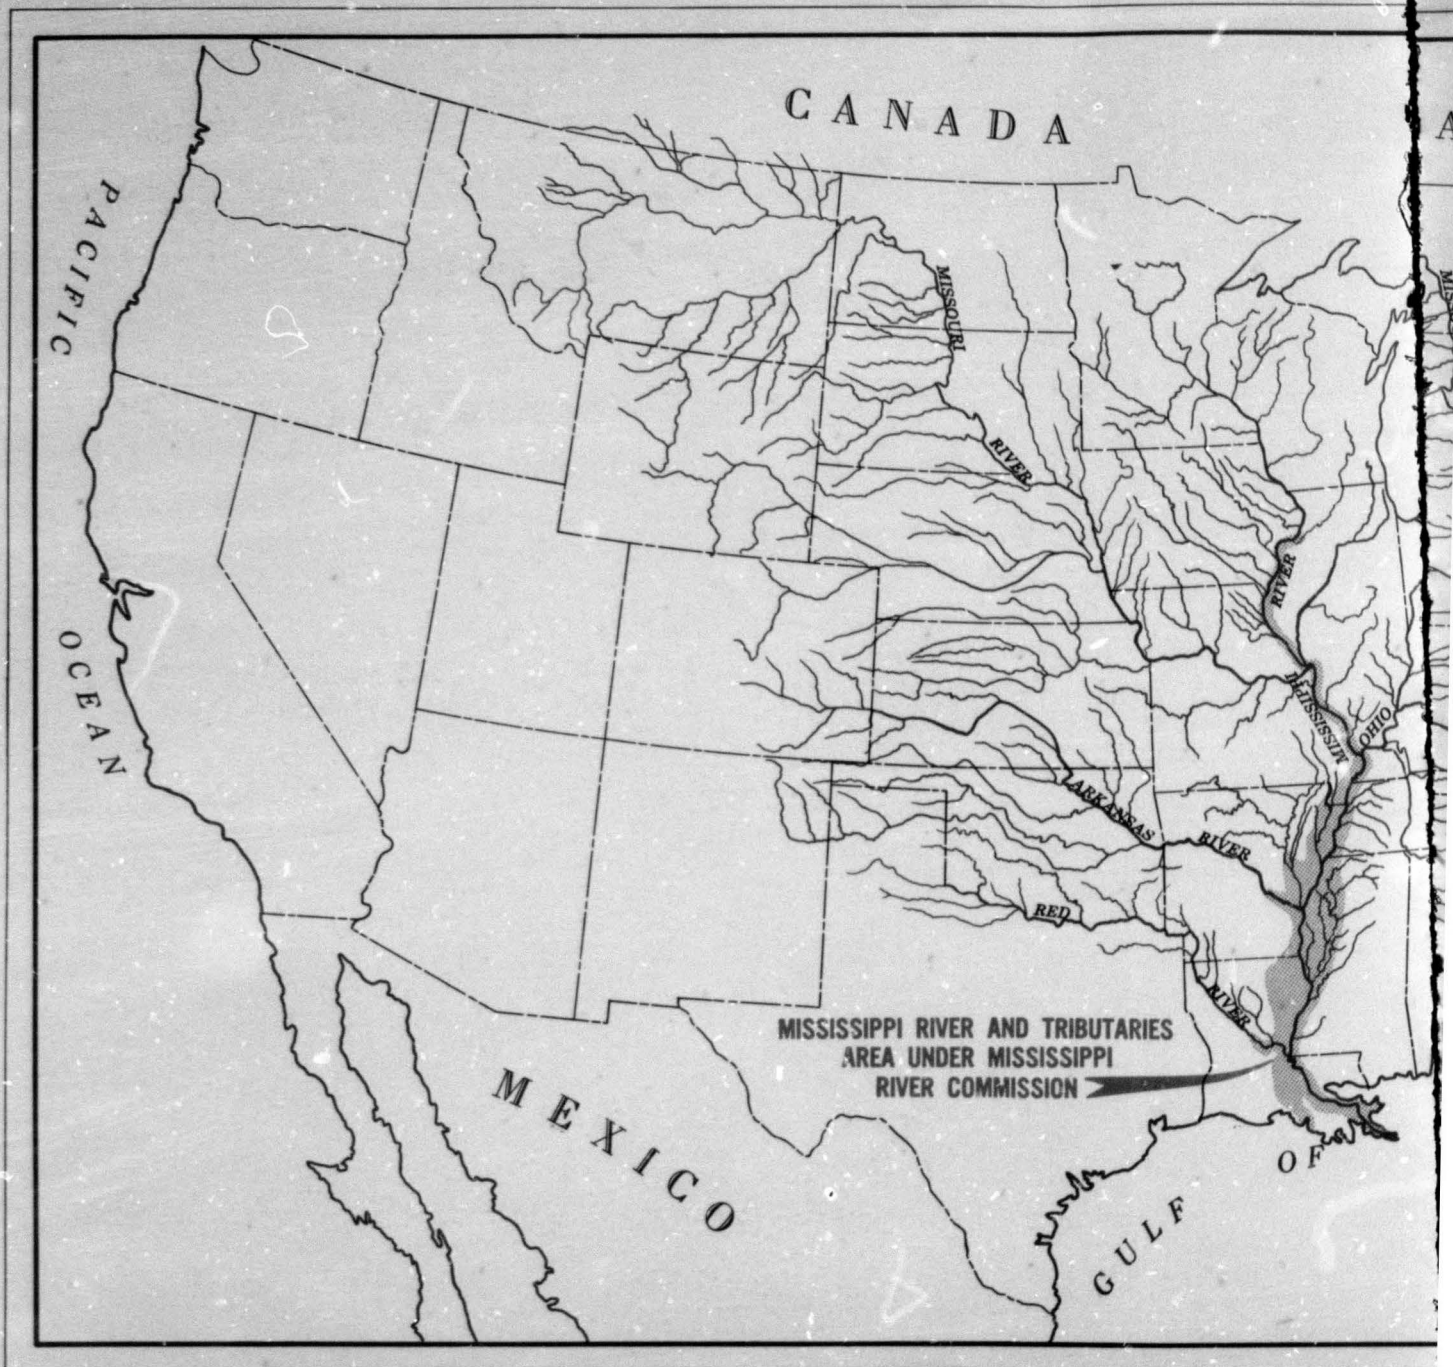 CANADA
A
PACIFIC
OCEAN
MISSOURI
RIVER
RIVER
MISSISSIPPI
OHIO
ARKANSAS
RIVER
RED
RIVER
MISSISSIPPI RIVER AND TRIBUTARIES
AREA UNDER MISSISSIPPI
RIVER COMMISSION
MEXICO
GULF
OF